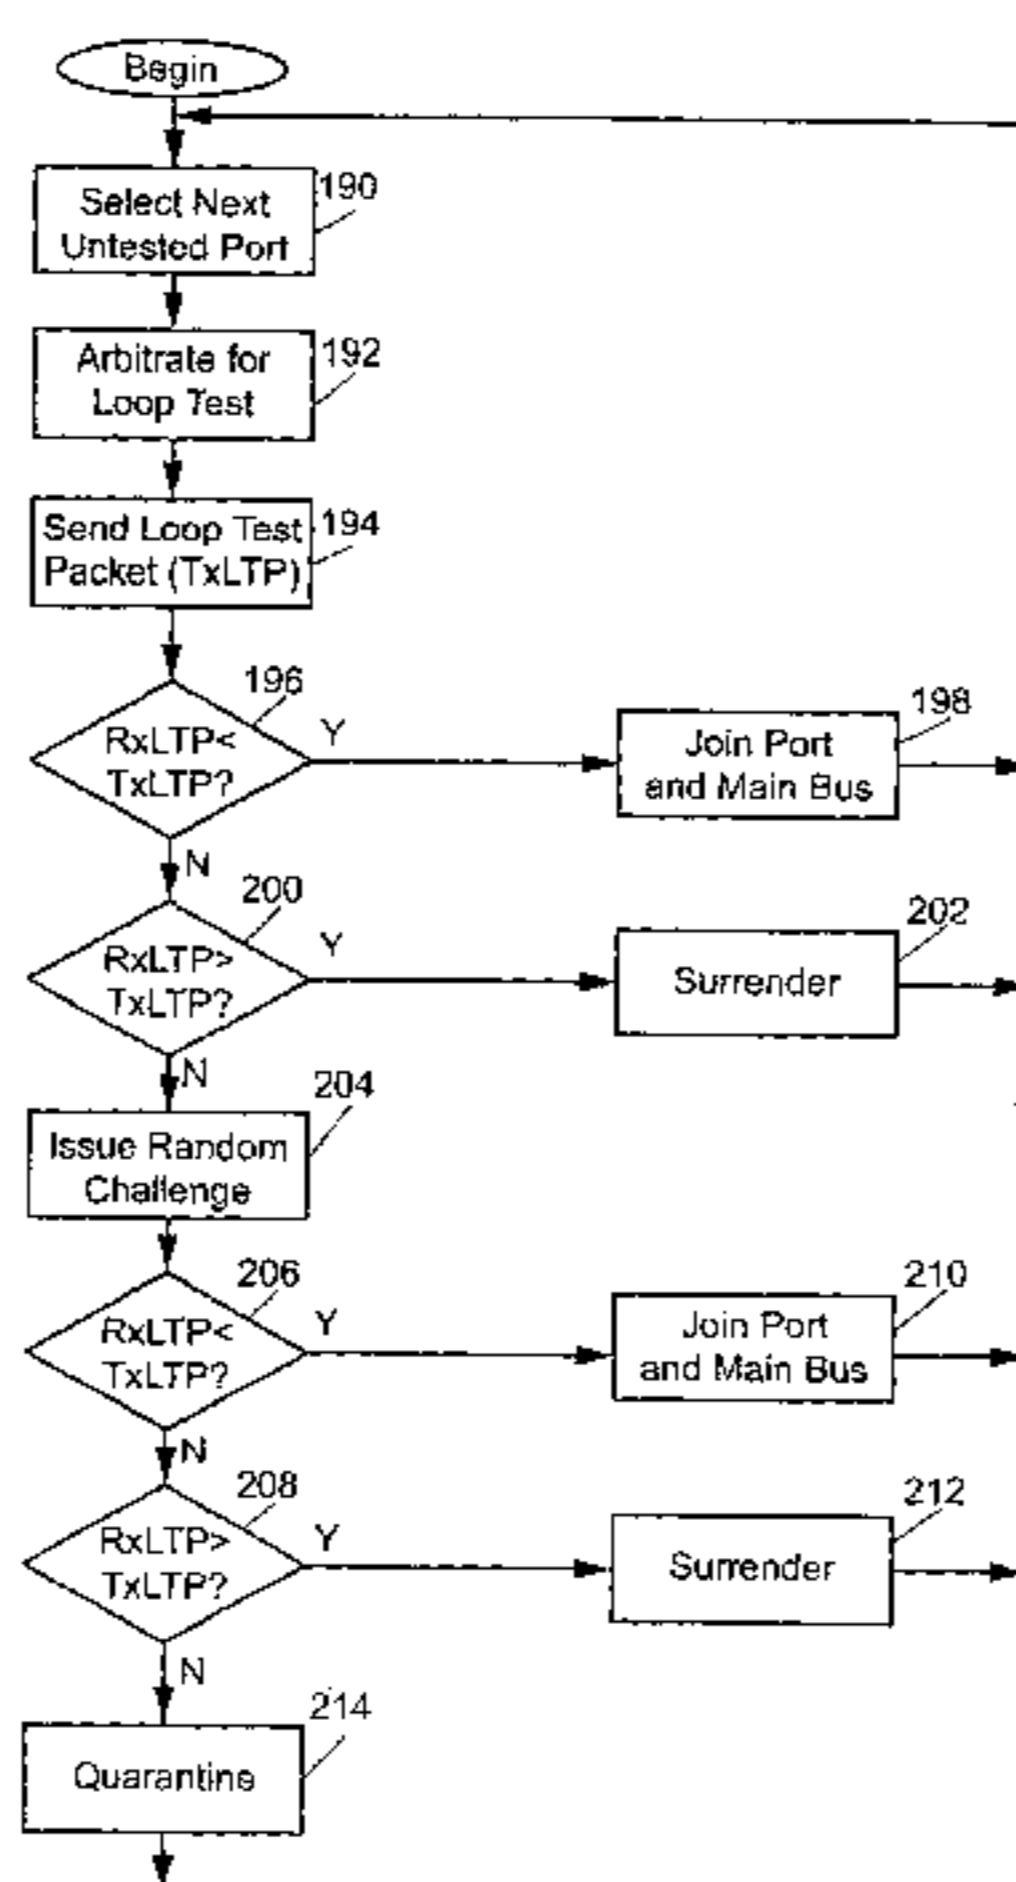 Begin
Select Next
Untested Port
190
Arbitrate for
Loop Test
192
Send Loop Test
Packet (TxLTP)
194
196
RxLTP<
TxLTP?
Y
Join Port
and Main Bus
198
N
200
RxLTP>
TxLTP?
Y
Surrender
202
N
204
Issue Random
Challenge
206
RxLTP<
TxLTP?
Y
Join Port
and Main Bus
210
N
208
RxLTP>
TxLTP?
Y
Surrender
212
N
214
Quarantine